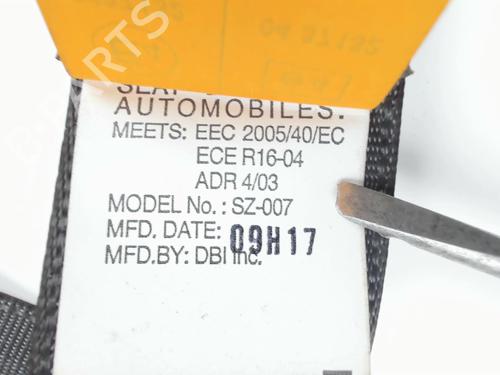 AUTOMOBILES.
MEETS: EEC 2005/40/EC
ECE R16-04
ADR 4/03
MODEL No.: SZ-007
MFD. DATE: 09H17
MFD.BY: DBI Inc.